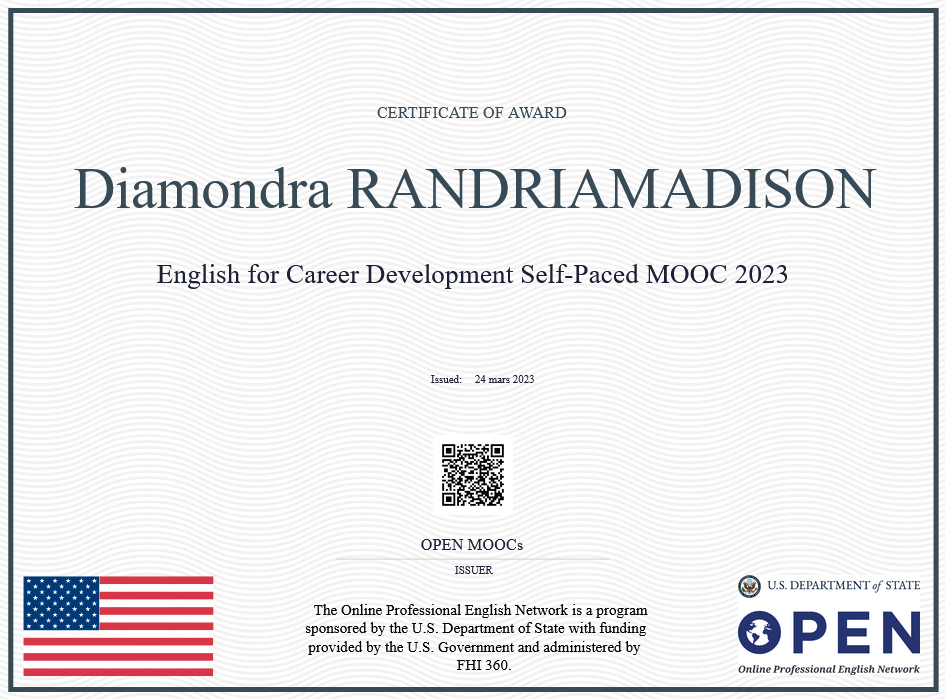 CERTIFICATE OF AWARD
Diamondra RANDRIAMADISON
English for Career Development Self-Paced MOOC 2023
Issued: 24 mars 2023
OPEN MOOCs
ISSUER
The Online Professional English Network is a program
sponsored by the U.S. Department of State with funding
provided by the U.S. Government and administered by
FHI 360.
U.S. DEPARTMENT of STATE
OPEN
Online Professional English Network